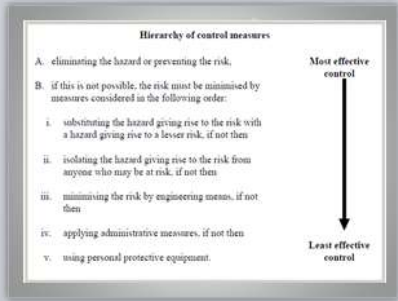 Hierarchy of control measures
A. eliminating the hazard or preventing the risk,
B. if this is not possible, the risk must be minimised by
measures considered in the following order:
i. substituting the hazard giving rise to the risk with
a hazard giving rise to a lesser risk, if not then
ii. isolating the hazard giving rise to the risk from
anyone who may be at risk, if not then
iii. minimising the risk by engineering means, if not
then
iv. applying administrative measures, if not then
v. using personal protective equipment.
Most effective
control
Least effective
control